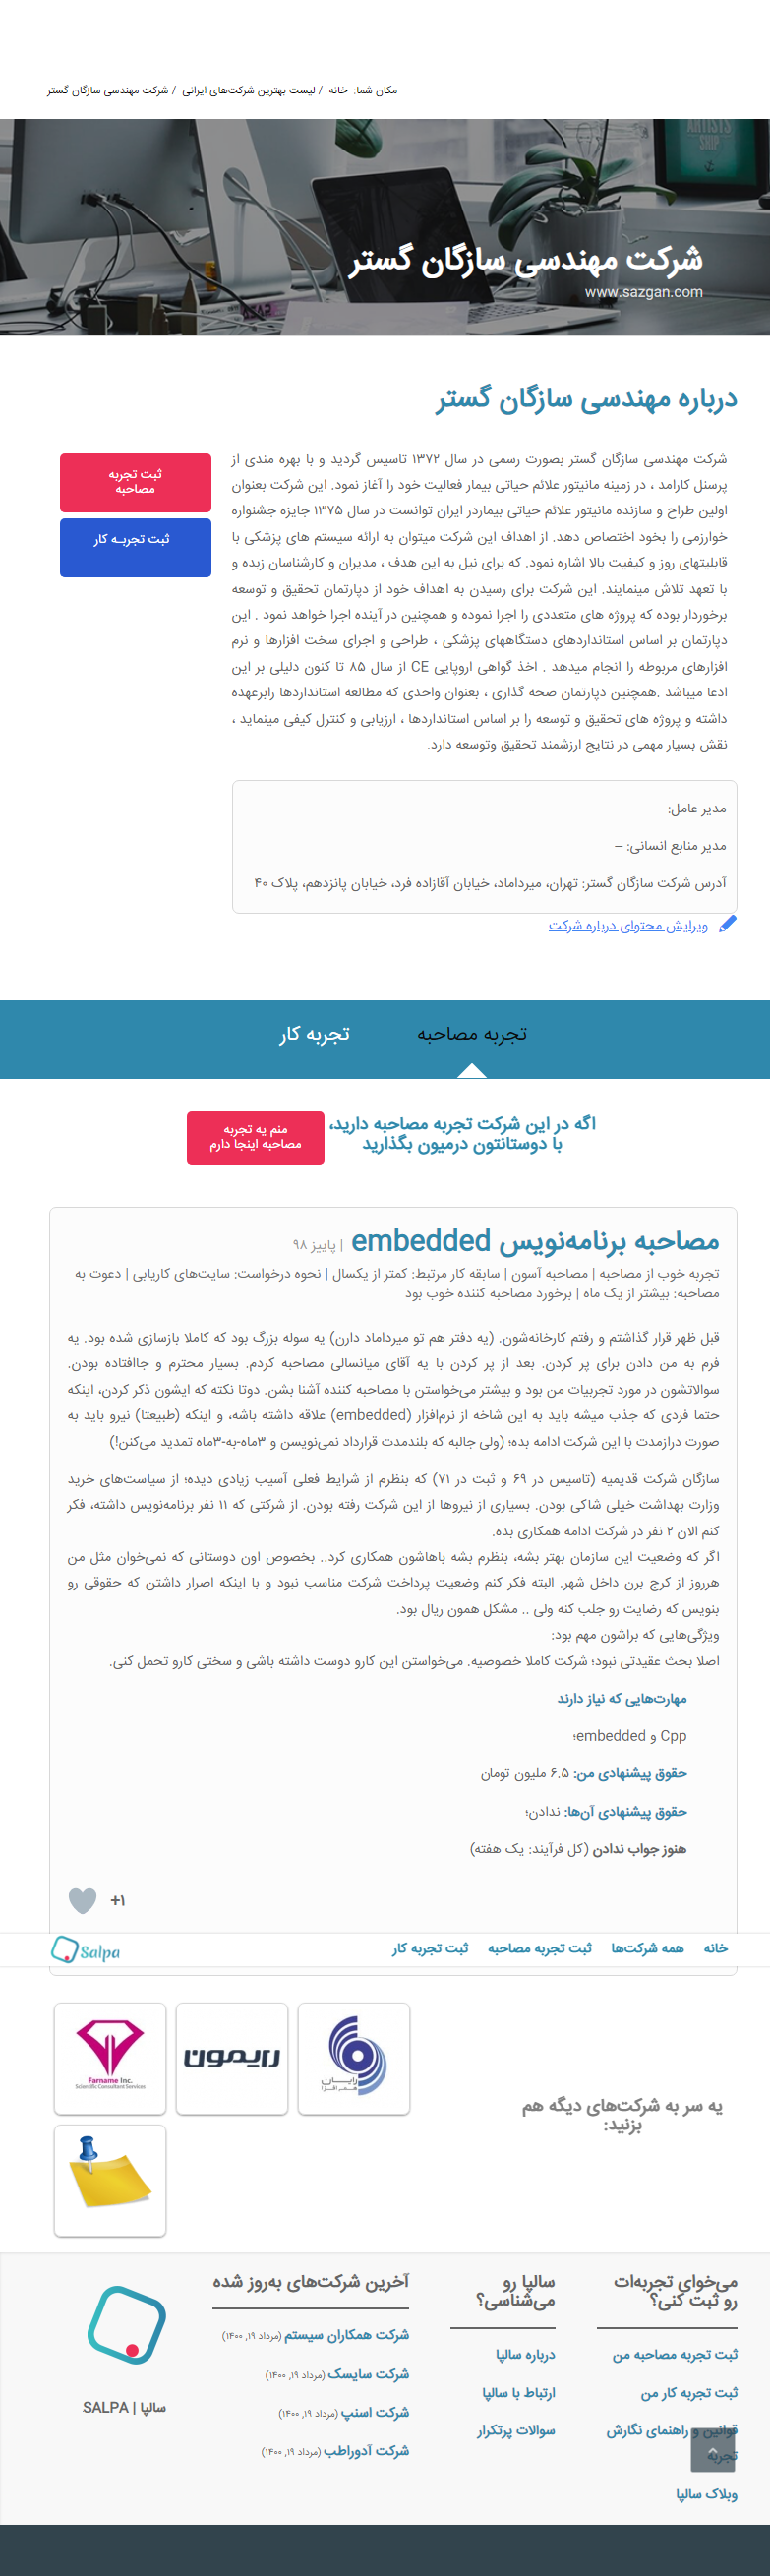 مکان شما: خانه / لیست بهترین شرکت‌های ایرانی / شرکت مهندسی سازگان گستر
ARTISTS
SHIP
شرکت مهندسی سازگان گستر
www.sazgan.com
درباره مهندسی سازگان گستر
ثبت تجربه
مصاحبه
ثبت تجربـه کار
شرکت مهندسی سازگان گستر بصورت رسمی در سال ۱۳۷۲ تاسیس گردید و با بهره مندی از
پرسنل کارامد ، در زمینه مانیتور علائم حیاتی بیمار فعالیت خود را آغاز نمود. این شرکت بعنوان
اولین طراح و سازنده مانیتور علائم حیاتی بیماردر ایران توانست در سال ۱۳۷۵ جایزه جشنواره
خوارزمی را بخود اختصاص دهد. از اهداف این شرکت میتوان به ارائه سیستم های پزشکی با
قابلیتهای روز و کیفیت بالا اشاره نمود. که برای نیل به این هدف ، مدیران و کارشناسان زبده و
با تعهد تلاش مینمایند. این شرکت برای رسیدن به اهداف خود از دپارتمان تحقیق و توسعه
برخوردار بوده که پروژه های متعددی را اجرا نموده و همچنین در آینده اجرا خواهد نمود . این
دپارتمان بر اساس استانداردهای دستگاههای پزشکی ، طراحی و اجرای سخت افزارها و نرم
افزارهای مربوطه را انجام میدهد . اخذ گواهی اروپایی CE از سال ۸۵ تا کنون دلیلی بر این
ادعا میباشد .همچنین دپارتمان صحه گذاری ، بعنوان واحدی که مطالعه استانداردها رابرعهده
داشته و پروژه های تحقیق و توسعه را بر اساس استانداردها ، ارزیابی و کنترل کیفی مینماید ،
نقش بسیار مهمی در نتایج ارزشمند تحقیق وتوسعه دارد.
مدیر عامل: –
مدیر منابع انسانی: –
آدرس شرکت سازگان گستر: تهران، میرداماد، خیابان آقازاده فرد، خیابان پانزدهم، پلاک ۴۰
ویرایش محتوای درباره شرکت
تجربه مصاحبه
تجربه کار
اگه در این شرکت تجربه مصاحبه دارید،
با دوستانتون درمیون بگذارید
منم یه تجربه
مصاحبه اینجا دارم
مصاحبه برنامه‌نویس embedded | پاییز ۹۸
تجربه خوب از مصاحبه | مصاحبه آسون | سابقه کار مرتبط: کمتر از یکسال | نحوه درخواست: سایت‌های کاریابی | دعوت به
مصاحبه: بیشتر از یک ماه | برخورد مصاحبه کننده خوب بود
قبل ظهر قرار گذاشتم و رفتم کارخانه‌شون. (یه دفتر هم تو میرداماد دارن) یه سوله بزرگ بود که کاملا بازسازی شده بود. یه
فرم به من دادن برای پر کردن. بعد از پر کردن با یه آقای میانسالی مصاحبه کردم. بسیار محترم و جاافتاده بودن.
سوالاتشون در مورد تجربیات من بود و بیشتر می‌خواستن با مصاحبه کننده آشنا بشن. دوتا نکته که ایشون ذکر کردن، اینکه
حتما فردی که جذب میشه باید به این شاخه از نرم‌افزار (embedded) علاقه داشته باشه، و اینکه (طبیعتا) نیرو باید به
صورت درازمدت با این شرکت ادامه بده؛ (ولی جالبه که بلندمدت قرارداد نمی‌نویسن و ۳ماه-به-۳ماه تمدید می‌کنن!)
سازگان شرکت قدیمیه (تاسیس در ۶۹ و ثبت در ۷۱) که بنظرم از شرایط فعلی آسیب زیادی دیده؛ از سیاست‌های خرید
وزارت بهداشت خیلی شاکی بودن. بسیاری از نیروها از این شرکت رفته بودن. از شرکتی که ۱۱ نفر برنامه‌نویس داشته، فکر
کنم الان ۲ نفر در شرکت ادامه همکاری بده.
اگر که وضعیت این سازمان بهتر بشه، بنظرم بشه باهاشون همکاری کرد.. بخصوص اون دوستانی که نمی‌خوان مثل من
هرروز از کرج برن داخل شهر. البته فکر کنم وضعیت پرداخت شرکت مناسب نبود و با اینکه اصرار داشتن که حقوقی رو
بنویس که رضایت رو جلب کنه ولی .. مشکل همون ریال بود.
ویژگی‌هایی که براشون مهم بود:
اصلا بحث عقیدتی نبود؛ شرکت کاملا خصوصیه. می‌خواستن این کارو دوست داشته باشی و سختی کارو تحمل کنی.
مهارت‌هایی که نیاز دارند
Cpp و embedded؛
حقوق پیشنهادی من: ۶.۵ ملیون تومان
حقوق پیشنهادی آن‌ها: ندادن؛
هنوز جواب ندادن (کل فرآیند: یک هفته)
+۱
خانه
همه شرکت‌ها
ثبت تجربه مصاحبه
ثبت تجربه کار
Salpa
یه سر به شرکت‌های دیگه هم
بزنید:
رایـــان
هم افزا
رایمون
Farname Inc.
Scientific Consultant Services
می‌خوای تجربه‌ات
رو ثبت کنی؟
ثبت تجربه مصاحبه من
ثبت تجربه کار من
قوانین و راهنمای نگارش
تجربه
وبلاک سالپا
سالپا رو
می‌شناسی؟
درباره سالپا
ارتباط با سالپا
سوالات پرتکرار
آخرین شرکت‌های به‌روز شده
شرکت همکاران سیستم (مرداد ۱۹, ۱۴۰۰)
شرکت سایسک (مرداد ۱۹, ۱۴۰۰)
شرکت اسنپ (مرداد ۱۹, ۱۴۰۰)
شرکت آدوراطب (مرداد ۱۹, ۱۴۰۰)
سالپا | SALPA